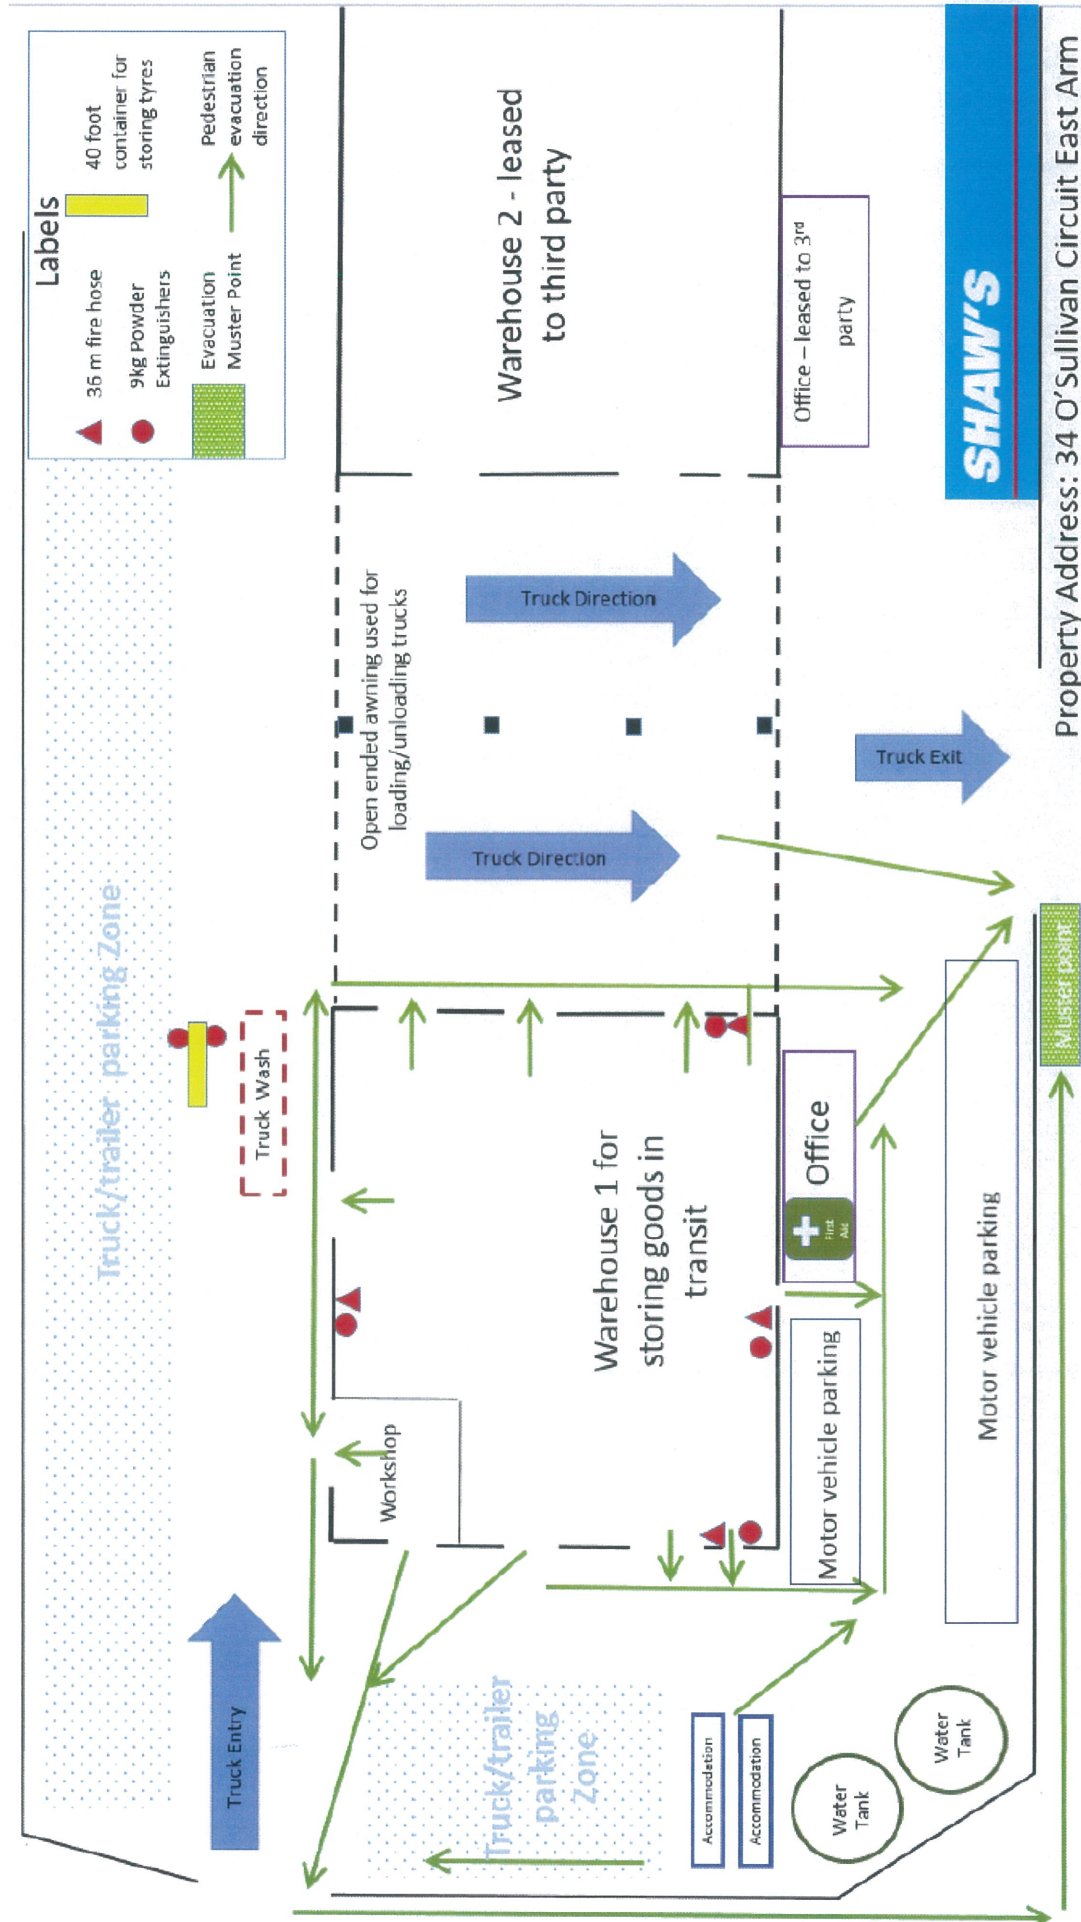 Labels
36 m fire hose
9kg Powder
Extinguishers
40 foot
container for
storing tyres
Evacuation
Muster Point
Pedestrian
evacuation
direction
Truck/trailer parking Zone
Truck Entry
Truck Wash
Open ended awning used for
loading/unloading trucks
Truck Direction
Truck Direction
Warehouse 2 - leased
to third party
Office – leased to 3rd
party
Workshop
Warehouse 1 for
storing goods in
transit
Truck/trailer
parking
Zone
Accommodation
Accommodation
Water
Tank
Water
Tank
Motor vehicle parking
First
Aid
Office
Motor vehicle parking
Truck Exit
Muster point
SHAW'S
Property Address: 34 O'Sullivan Circuit East Arm